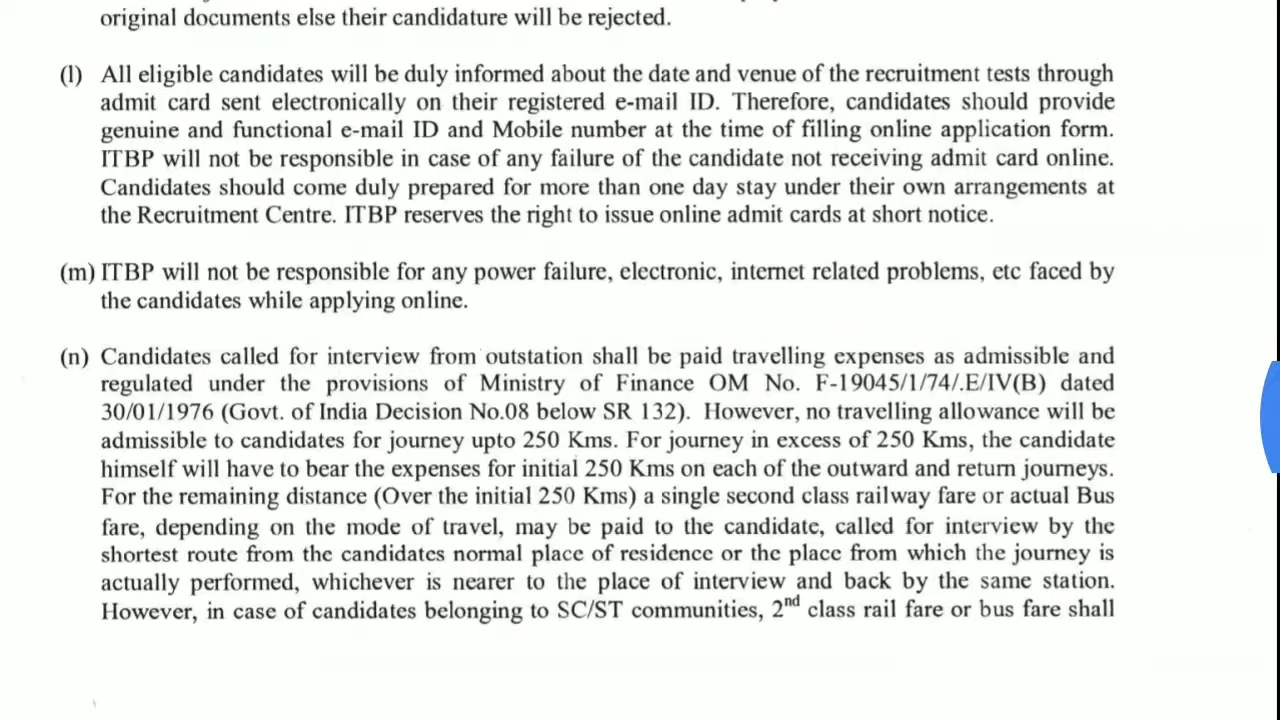 original documents else their candidature will be rejected.
(l) All eligible candidates will be duly informed about the date and venue of the recruitment tests through
admit card sent electronically on their registered e-mail ID. Therefore, candidates should provide
genuine and functional e-mail ID and Mobile number at the time of filling online application form.
ITBP will not be responsible in case of any failure of the candidate not receiving admit card online.
Candidates should come duly prepared for more than one day stay under their own arrangements at
the Recruitment Centre. ITBP reserves the right to issue online admit cards at short notice.
(m) ITBP will not be responsible for any power failure, electronic, internet related problems, etc faced by
the candidates while applying online.
(n) Candidates called for interview from outstation shall be paid travelling expenses as admissible and
regulated under the provisions of Ministry of Finance OM No. F-19045/1/74/.E/IV(B) dated
30/01/1976 (Govt. of India Decision No.08 below SR 132). However, no travelling allowance will be
admissible to candidates for journey upto 250 Kms. For journey in excess of 250 Kms, the candidate
himself will have to bear the expenses for initial 250 Kms on each of the outward and return journeys.
For the remaining distance (Over the initial 250 Kms) a single second class railway fare or actual Bus
fare, depending on the mode of travel, may be paid to the candidate, called for interview by the
shortest route from the candidates normal place of residence or the place from which the journey is
actually performed, whichever is nearer to the place of interview and back by the same station.
However, in case of candidates belonging to SC/ST communities, 2nd class rail fare or bus fare shall